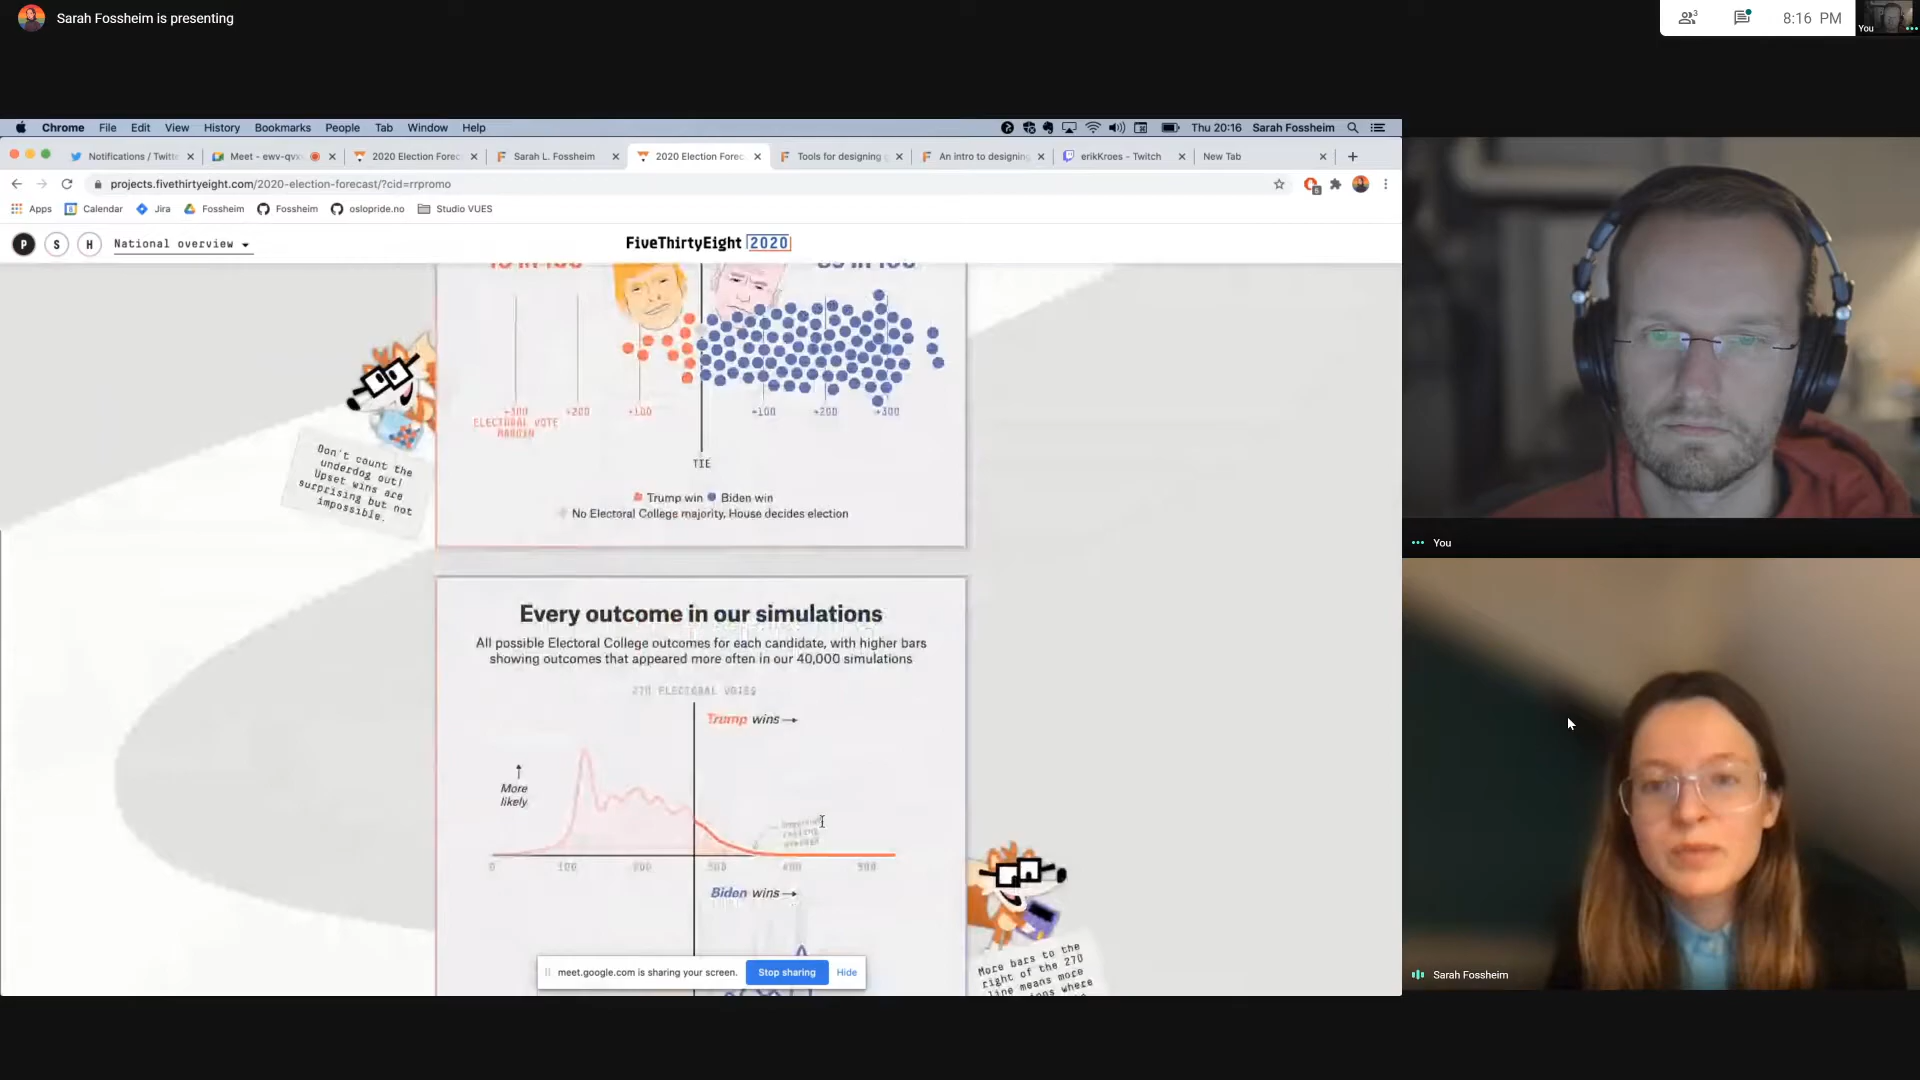 Sarah Fossheim is presenting
3
8:16 PM
You
Chrome File Edit View History Bookmarks People Tab Window Help
Thu 20:16 Sarah Fossheim
Notifications / Twitte
Meet - ewv-qvx
2020 Election Forec
Sarah L. Fossheim
2020 Election Forec
Tools for designing
An intro to designing
erikKroes - Twitch
New Tab
projects.fivethirtyeight.com/2020-election-forecast/?cid=rrpromo
Apps Calendar Jira Fossheim Fossheim oslopride.no Studio VUES
P S H National overview
FiveThirtyEight 2020
+300 +200 +100 +100 +200 +300
ELECTORAL VOTE
MARGIN
TIE
Don't count the
underdog out!
Upset wins are
surprising but not
impossible.
Trump win Biden win
No Electoral College majority, House decides election
Every outcome in our simulations
All possible Electoral College outcomes for each candidate, with higher bars
showing outcomes that appeared more often in our 40,000 simulations
270 ELECTORAL VOTES
Trump wins →
↑
More
likely
0 100 200 300 400 500
Biden wins →
More bars to the
right of the 270
line means more
where
meet.google.com is sharing your screen.
Stop sharing
Hide
You
Sarah Fossheim